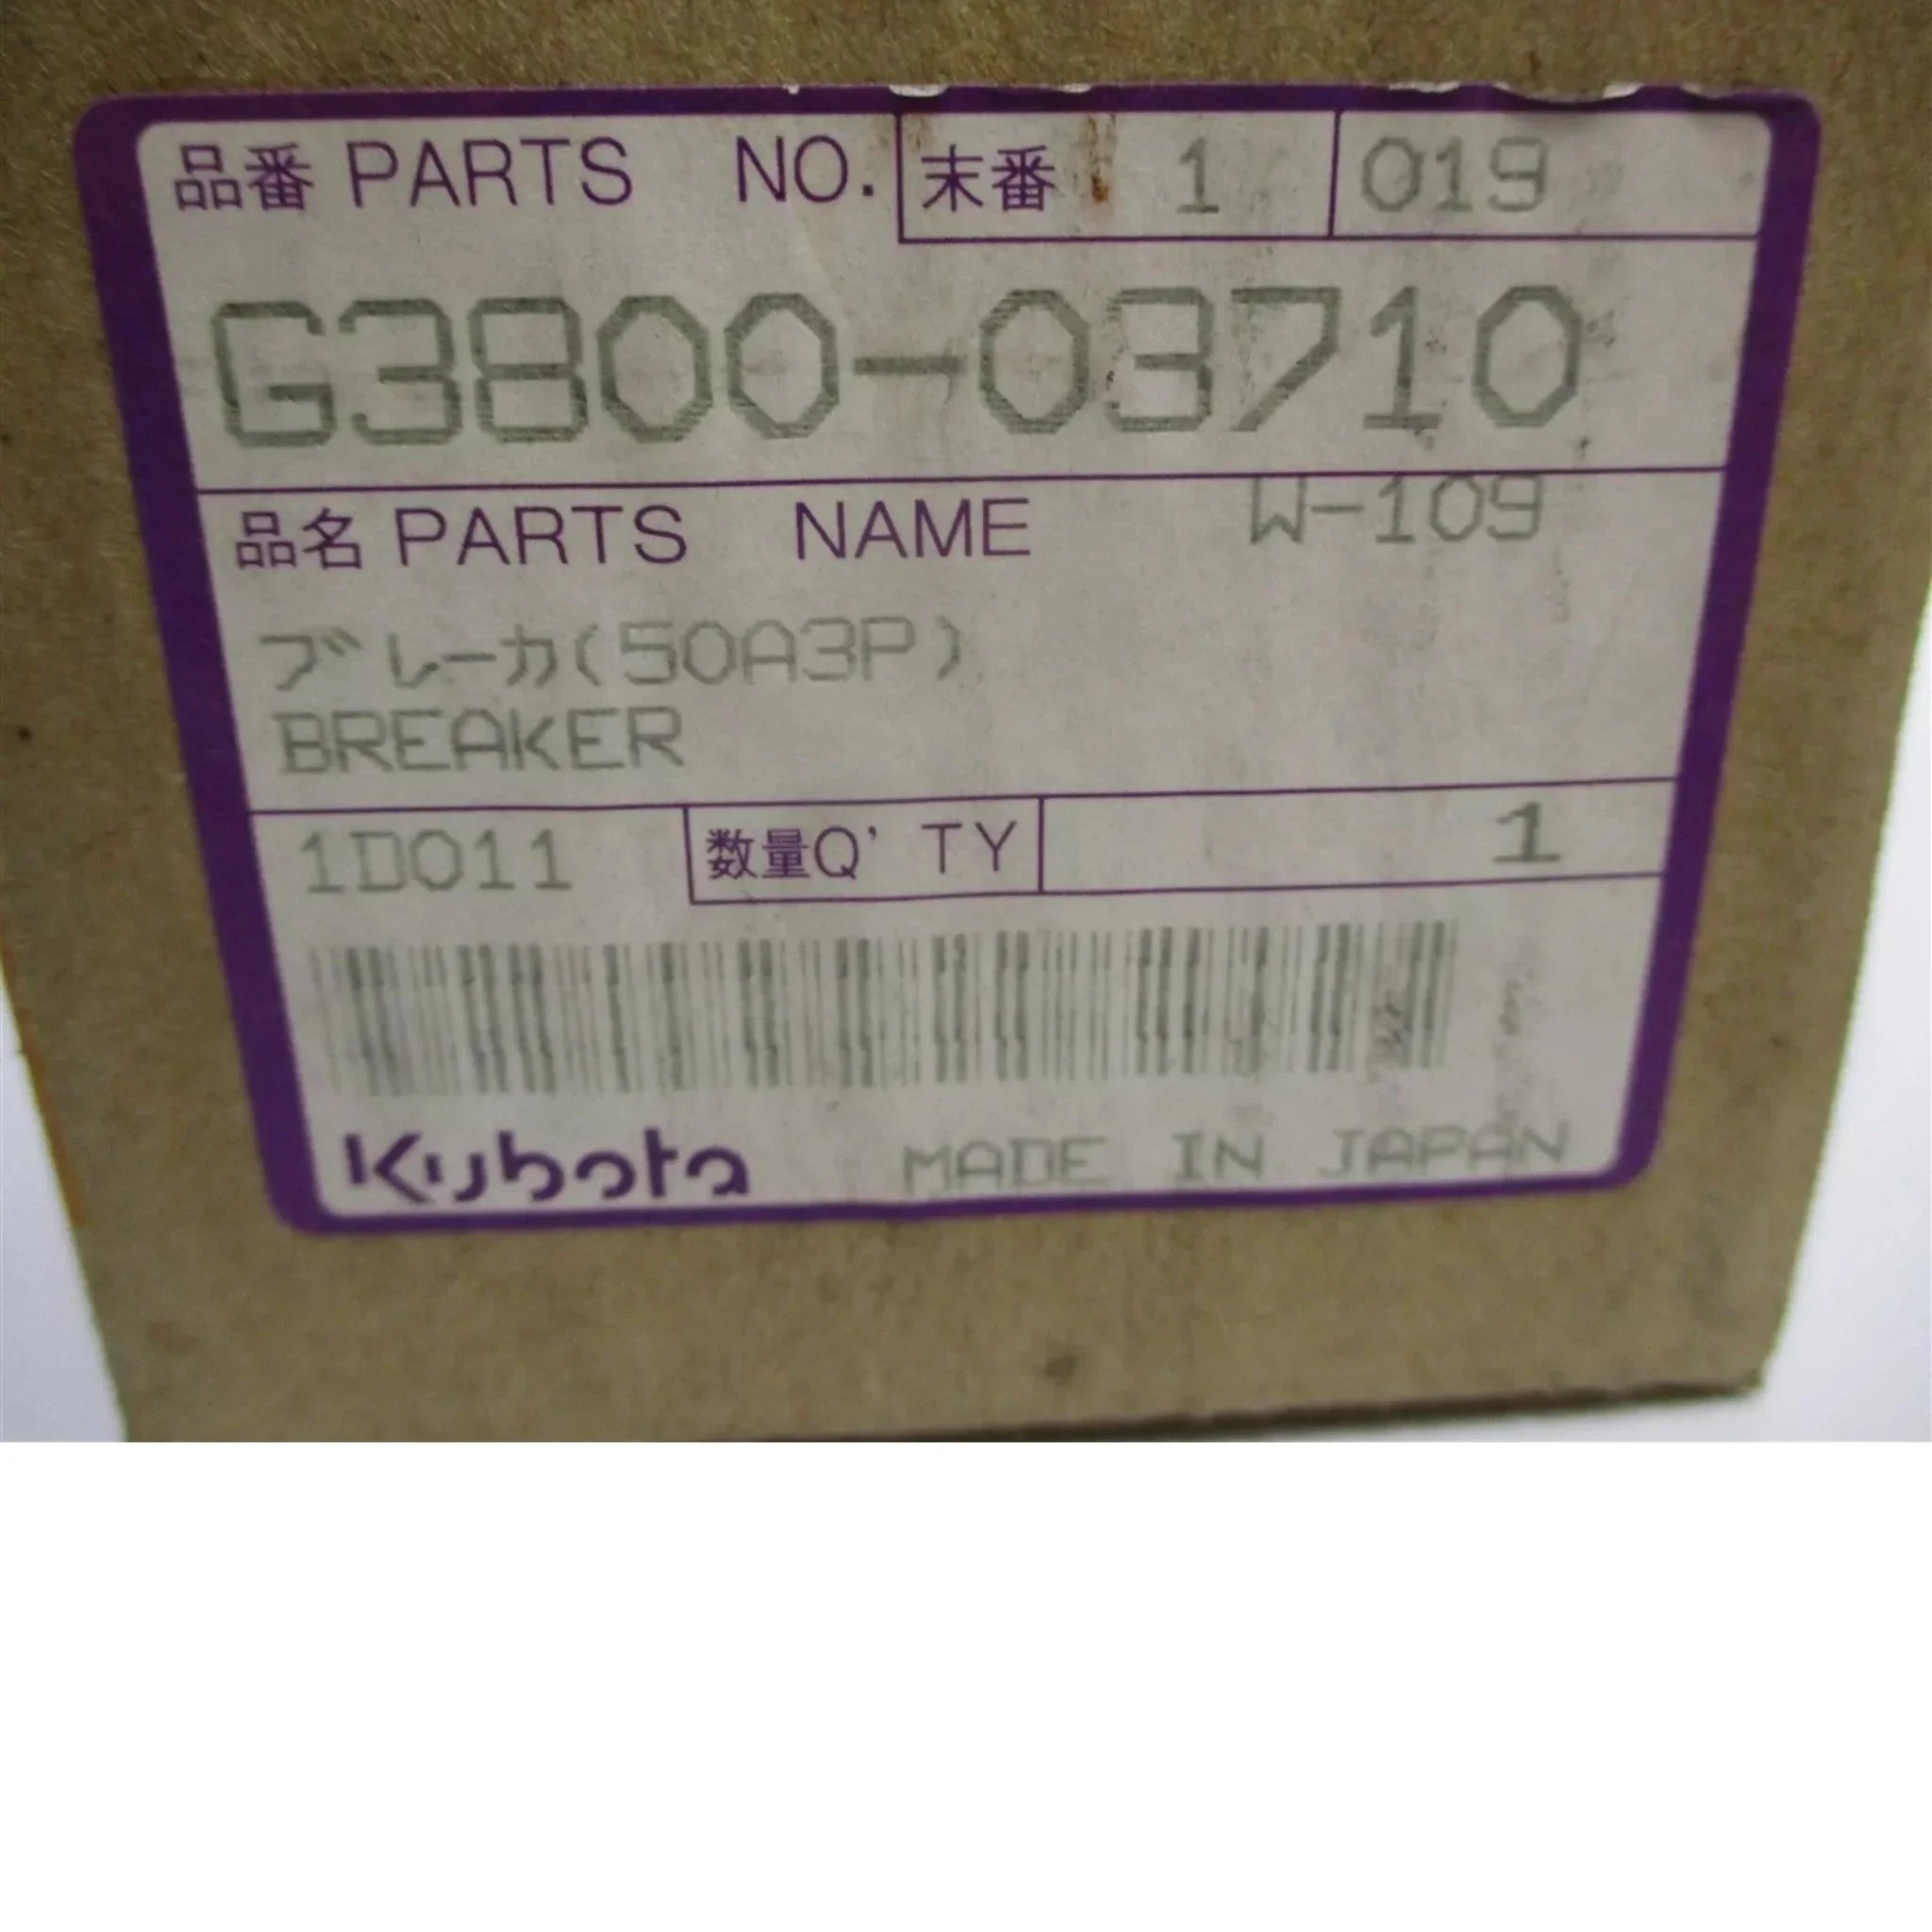 品番 PARTS NO. 末番 1 019
G3800-03710
品名 PARTS NAME W-109
ブレーカ(50A3P)
BREAKER
1D011 数量Q'TY 1
Kubota MADE IN JAPAN